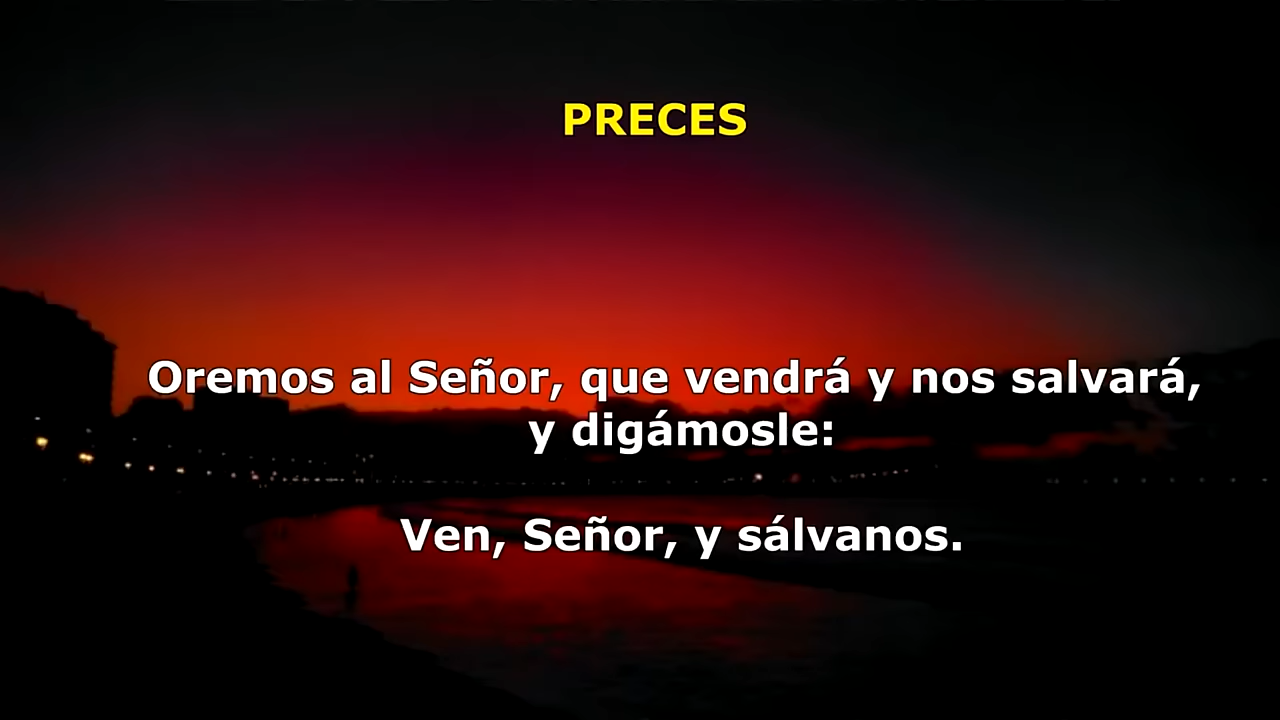 PRECES
Oremos al Señor, que vendrá y nos salvará,
y digámosle:
Ven, Señor, y sálvanos.